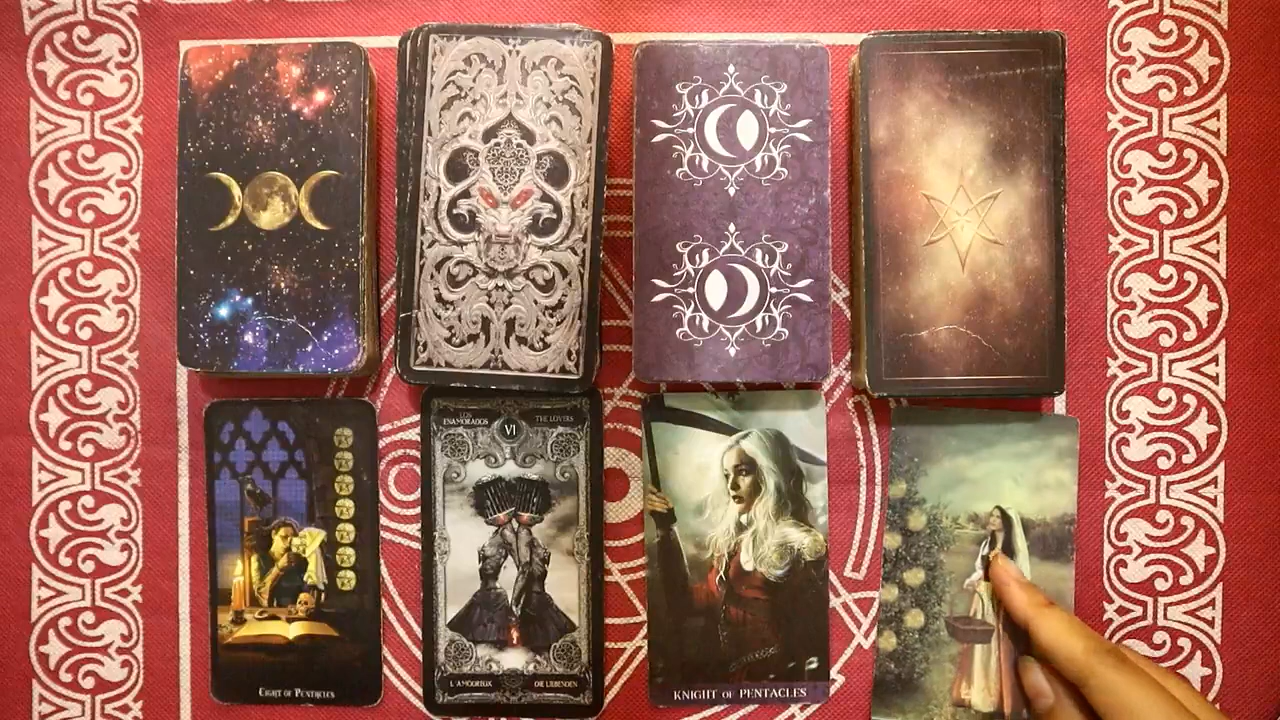 LOS
ENAMORADOS
VI
THE LOVERS
L'AMOUREUX
DIE LIEBENDEN
EIGHT OF PENTACLES
KNIGHT OF PENTACLES